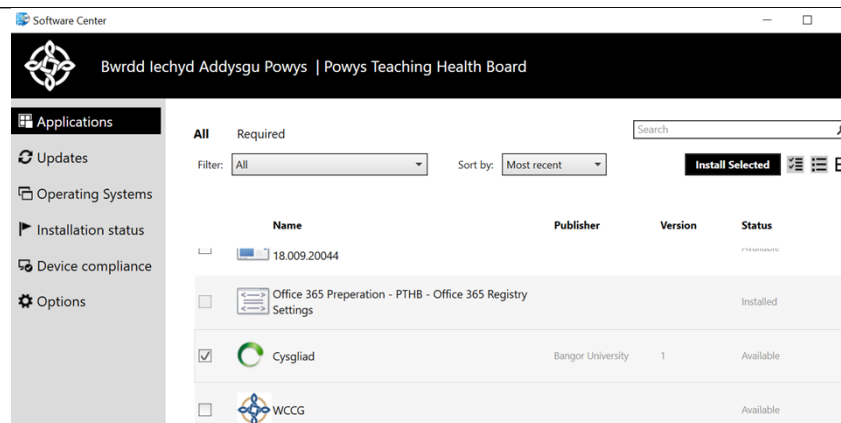 Software Center
Bwrdd Iechyd Addysgu Powys | Powys Teaching Health Board
Applications
Updates
Operating Systems
Installation status
Device compliance
Options
All Required
Search
Filter: All Sort by: Most recent Install Selected
Name Publisher Version Status
18.009.20044 Available
Office 365 Preperation - PTHB - Office 365 Registry
Settings
Installed
Cysgliad Bangor University 1 Available
WCCG Available